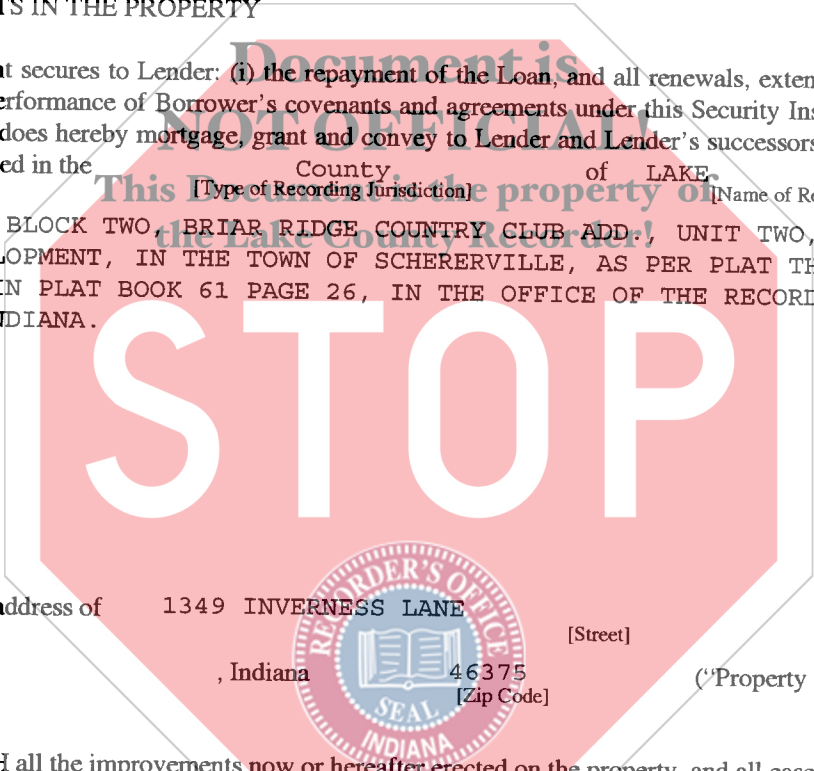 TS IN THE PROPERTY
Document is
t secures to Lender: (i) the repayment of the Loan, and all renewals, exten
erformance of Borrower's covenants and agreements under this Security Ins
NOT OFFICIAL!
does hereby mortgage, grant and convey to Lender and Lender's successors
ed in the County of LAKE
[Type of Recording Jurisdiction] [Name of Re
This Document is the property of
BLOCK TWO, BRIAR RIDGE COUNTRY CLUB ADD., UNIT TWO,
the Lake County Recorder!
LOPMENT, IN THE TOWN OF SCHERERVILLE, AS PER PLAT TH
IN PLAT BOOK 61 PAGE 26, IN THE OFFICE OF THE RECORD
NDIANA.
STOP
address of 1349 INVERNESS LANE
[Street]
, Indiana 46375 ("Property
[Zip Code]
RECORDER'S OFFICE
SEAL
INDIANA
all the improvements now or hereafter erected on the property, and all ease